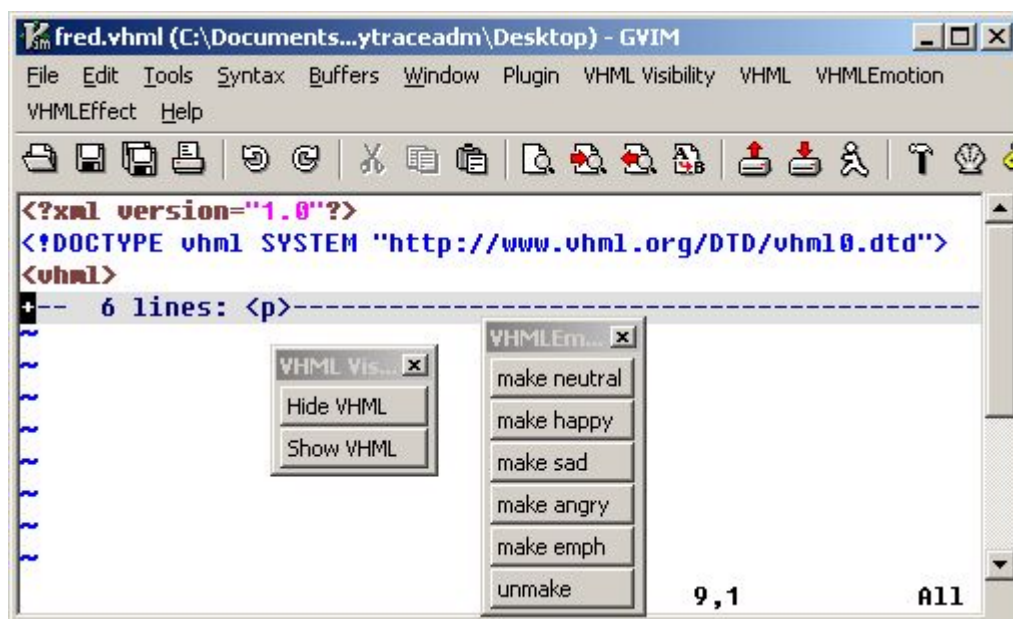 fred.vhml (C:\Documents...ytraceadm\Desktop) - GVIM
File Edit Tools Syntax Buffers Window Plugin VHML Visibility VHML VHMLEmotion
VHMLEffect Help
<?xml version="1.0"?>
<!DOCTYPE vhml SYSTEM "http://www.vhml.org/DTD/vhml0.dtd">
<vhml>
+-- 6 lines: <p>-----------------------------------------------
~
~
~
~
~
~
~
~
VHML Vis...
Hide VHML
Show VHML
VHMLEm...
make neutral
make happy
make sad
make angry
make emph
unmake
9,1 All